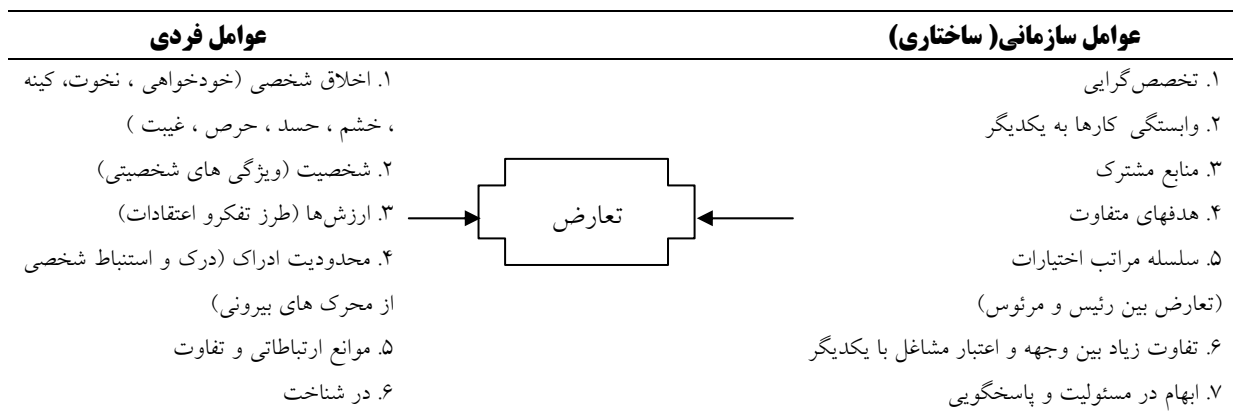 عوامل سازمانی( ساختاری)
عوامل فردی
۱. تخصص‌گرایی
۲. وابستگی کارها به یکدیگر
۳. منابع مشترک
۴. هدفهای متفاوت
۵. سلسله مراتب اختیارات
(تعارض بین رئیس و مرئوس)
۶. تفاوت زیاد بین وجهه و اعتبار مشاغل با یکدیگر
۷. ابهام در مسئولیت و پاسخگویی
تعارض
۱. اخلاق شخصی (خودخواهی ، نخوت، کینه
، خشم ، حسد ، حرص ، غیبت )
۲. شخصیت (ویژگی های شخصیتی)
۳. ارزش‌ها (طرز تفکرو اعتقادات)
۴. محدودیت ادراک (درک و استنباط شخصی
از محرک های بیرونی)
۵. موانع ارتباطاتی و تفاوت
۶. در شناخت